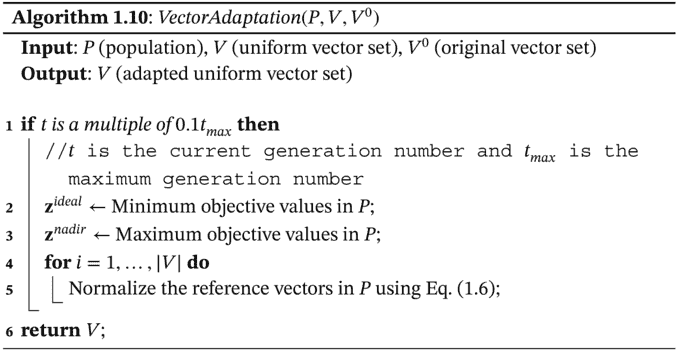 Algorithm 1.10: VectorAdaptation(P, V, V⁰)
Input: P (population), V (uniform vector set), V⁰ (original vector set)
Output: V (adapted uniform vector set)
1 if t is a multiple of 0.1t_max then
//t is the current generation number and t_max is the
maximum generation number
2 z^ideal ← Minimum objective values in P;
3 z^nadir ← Maximum objective values in P;
4 for i = 1, … , |V| do
5 Normalize the reference vectors in P using Eq. (1.6);
6 return V;